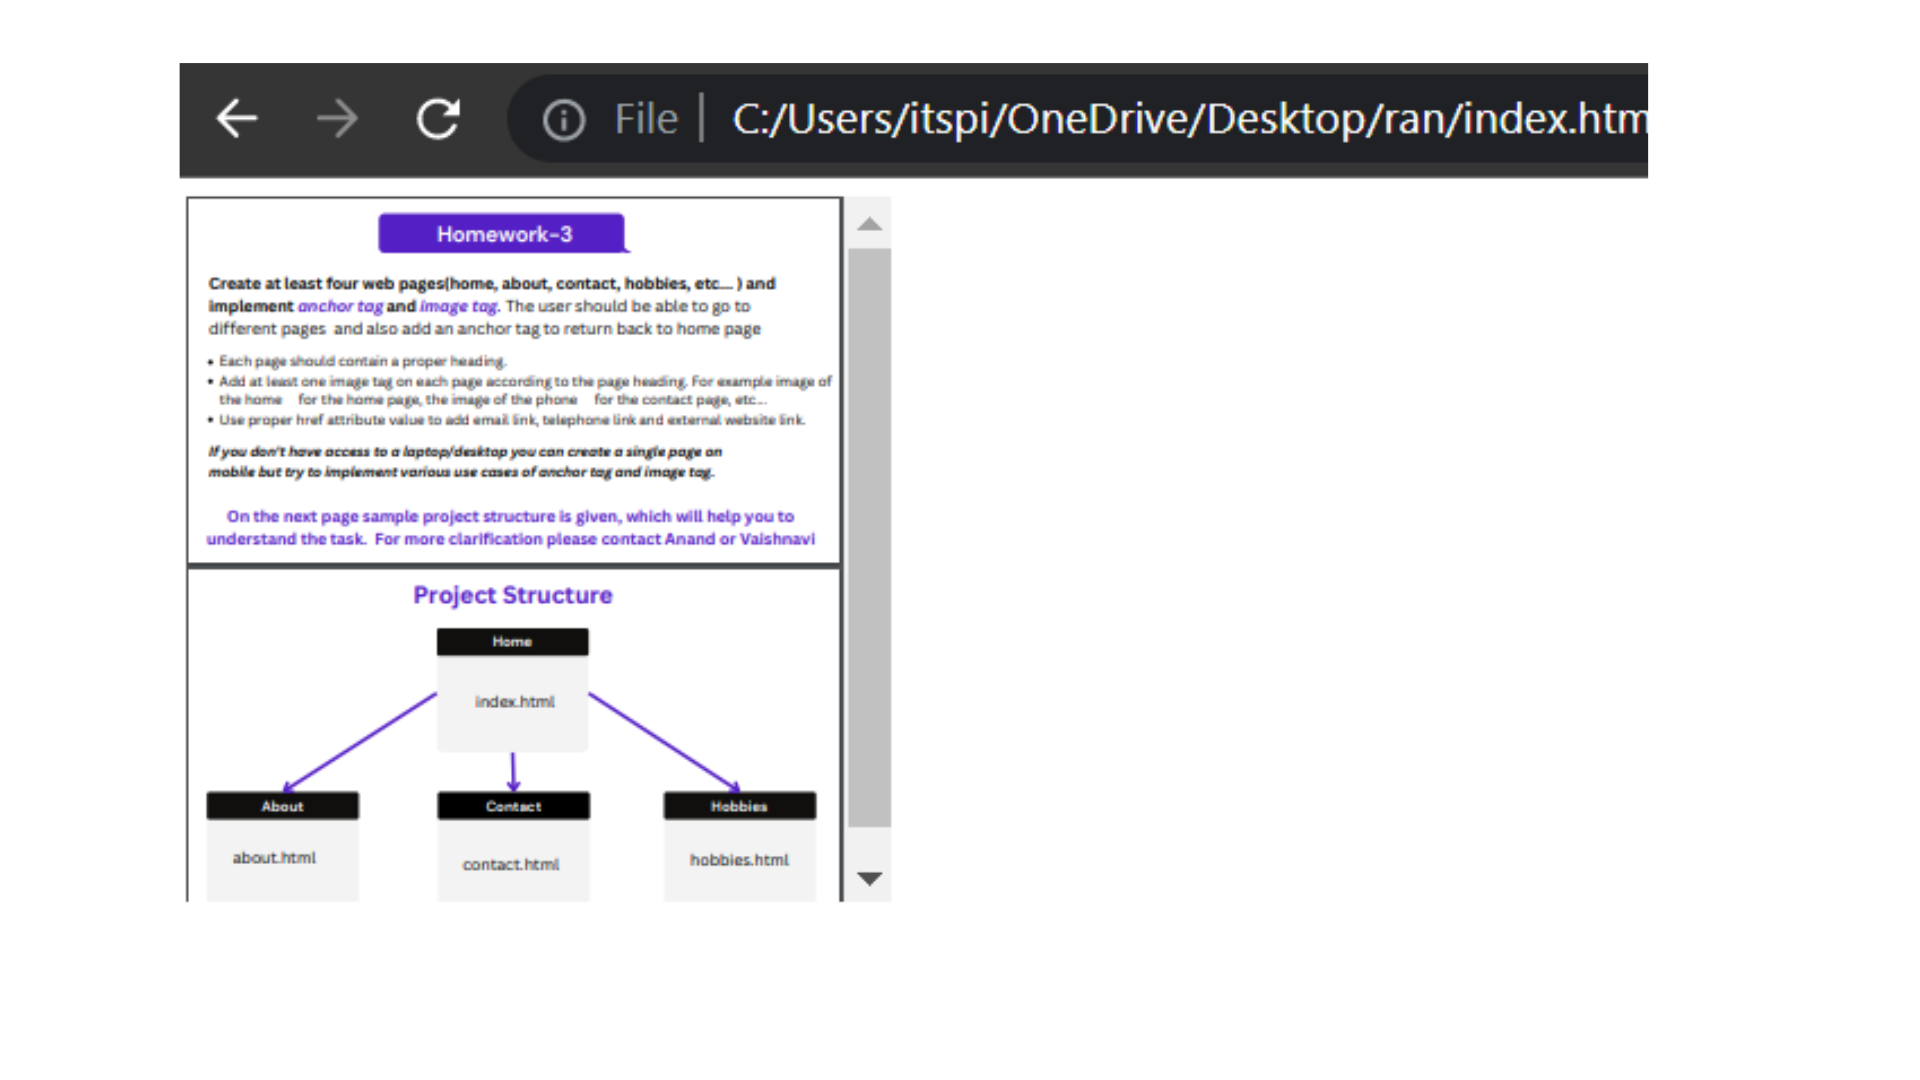 File | C:/Users/itspi/OneDrive/Desktop/ran/index.htm
Homework-3
Create at least four web pages(home, about, contact, hobbies, etc... ) and
implement anchor tag and image tag. The user should be able to go to
different pages and also add an anchor tag to return back to home page
• Each page should contain a proper heading.
• Add at least one image tag on each page according to the page heading. For example image of
the home for the home page, the image of the phone for the contact page, etc...
• Use proper href attribute value to add email link, telephone link and external website link.
If you don't have access to a laptop/desktop you can create a single page on
mobile but try to implement various use cases of anchor tag and image tag.
On the next page sample project structure is given, which will help you to
understand the task. For more clarification please contact Anand or Vaishnavi
Project Structure
Home
index.html
About
Contact
Hobbies
about.html
contact.html
hobbies.html